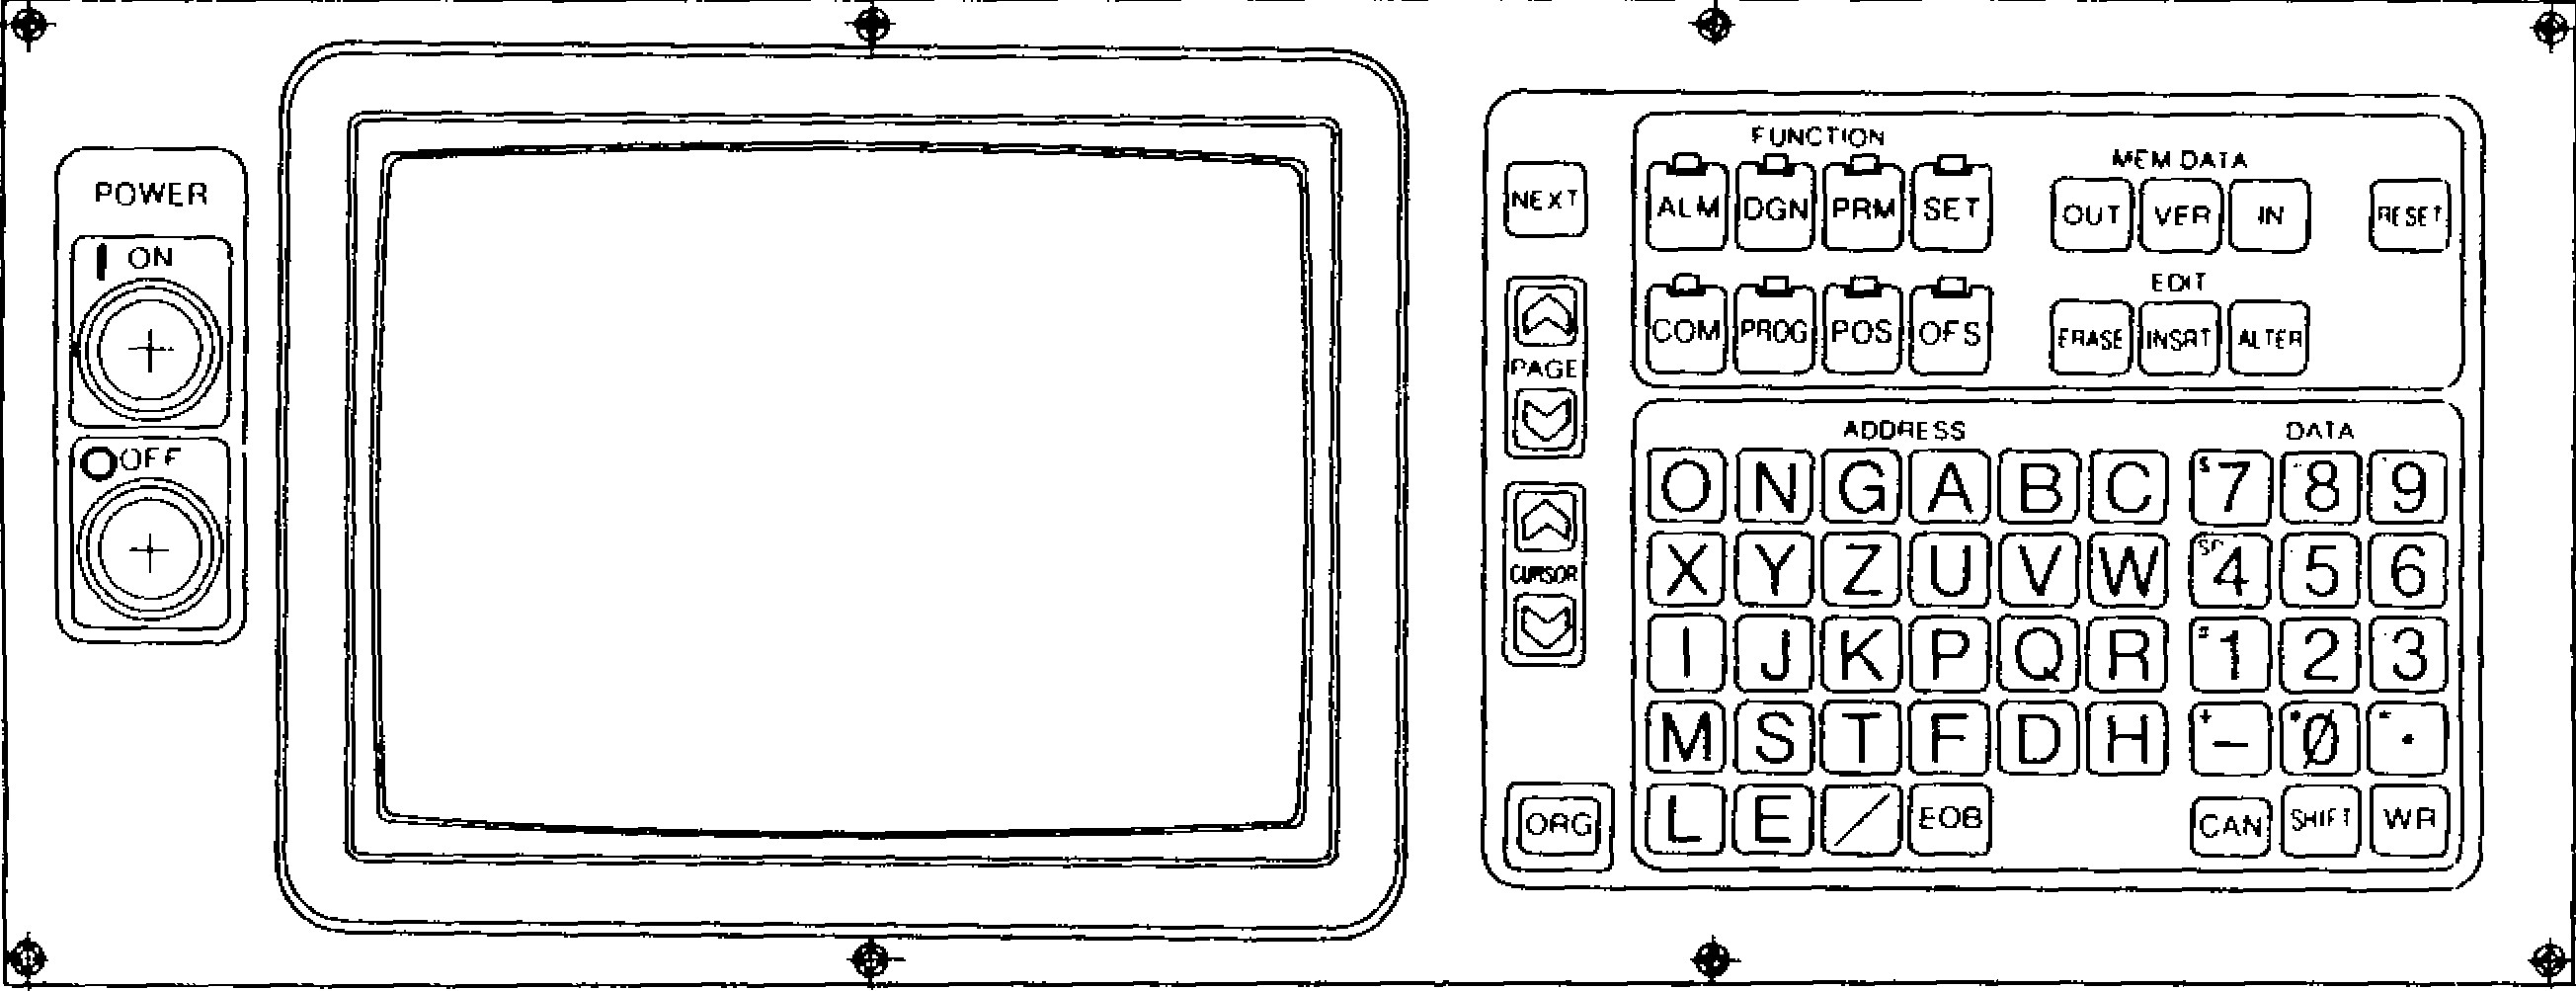 POWER
ON
OFF
NEXT
PAGE
CURSOR
ORG
FUNCTION
ALM DGN PRM SET
COM PROG POS OFS
MEM DATA
OUT VER IN
RESET
EDIT
ERASE INSRT ALTER
ADDRESS
O N G A B C
X Y Z U V W
I J K P Q R
M S T F D H
L E / EOB
DATA
7 8 9
4 5 6
# 1 2 3
+ - * 0 .
CAN SHIFT WR